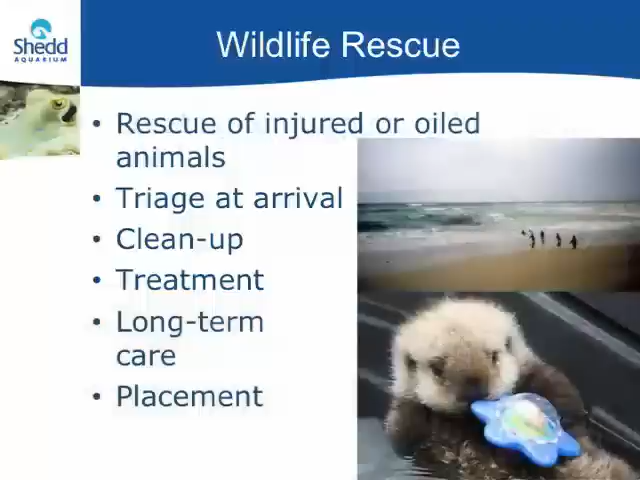 Shedd
AQUARIUM
Wildlife Rescue
• Rescue of injured or oiled
animals
• Triage at arrival
• Clean-up
• Treatment
• Long-term
care
• Placement